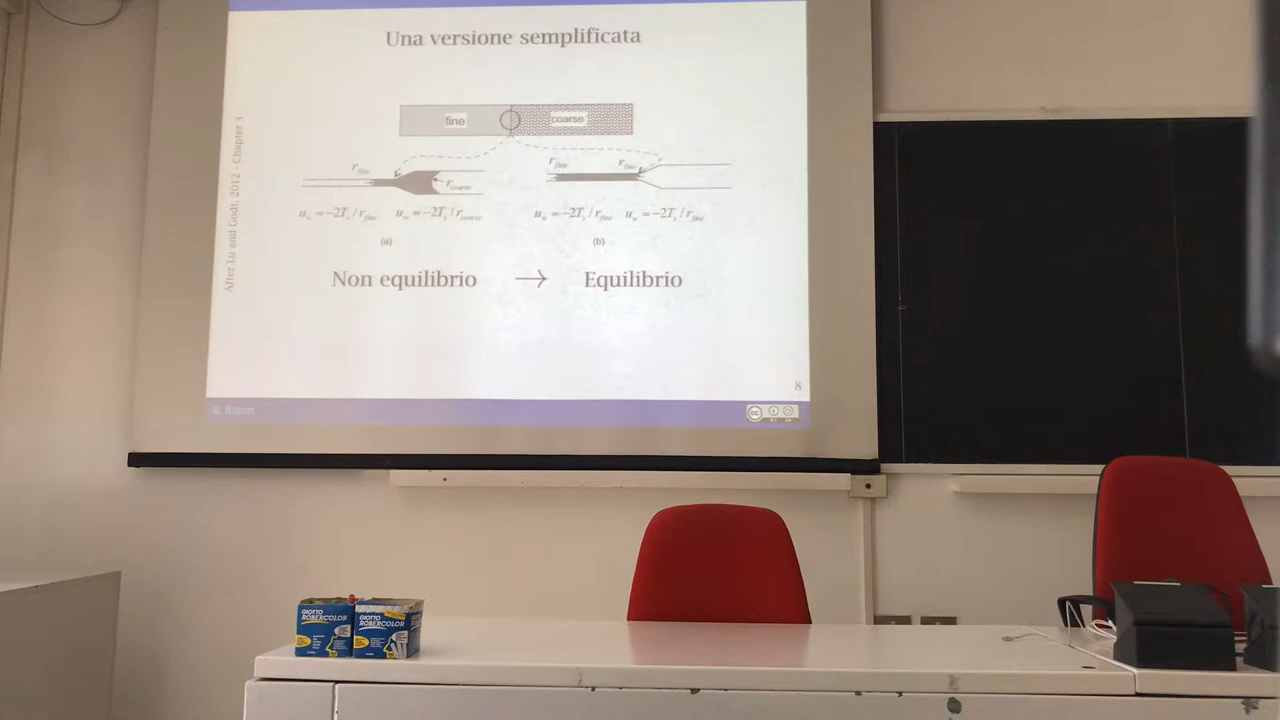 Una versione semplificata
After Lu and Godt, 2012 - Chapter 3
fine
coarse
r_fine
r_coarse
r_fine
r_fine
u_w = -2T_s / r_fine
u_w = -2T_s / r_coarse
u_w = -2T_s / r_fine
u_w = -2T_s / r_fine
(a)
(b)
Non equilibrio → Equilibrio
8
R. Rigon
cc
GIOTTO
ROBERCOLOR
GIOTTO
ROBERCOLOR